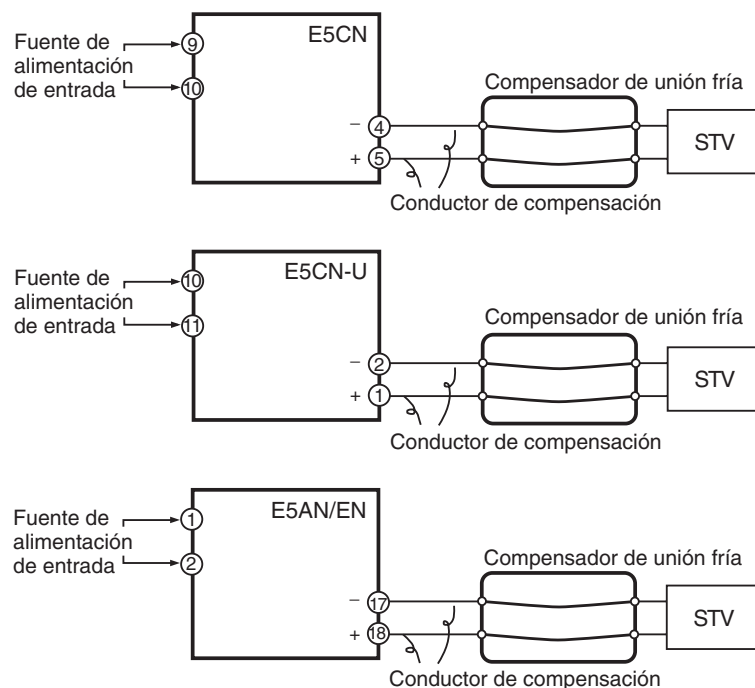 E5CN
Fuente de
alimentación
de entrada
9
10
Compensador de unión fría
− 4
+ 5
STV
Conductor de compensación
E5CN-U
Fuente de
alimentación
de entrada
10
11
Compensador de unión fría
− 2
+ 1
STV
Conductor de compensación
E5AN/EN
Fuente de
alimentación
de entrada
1
2
Compensador de unión fría
− 17
+ 18
STV
Conductor de compensación